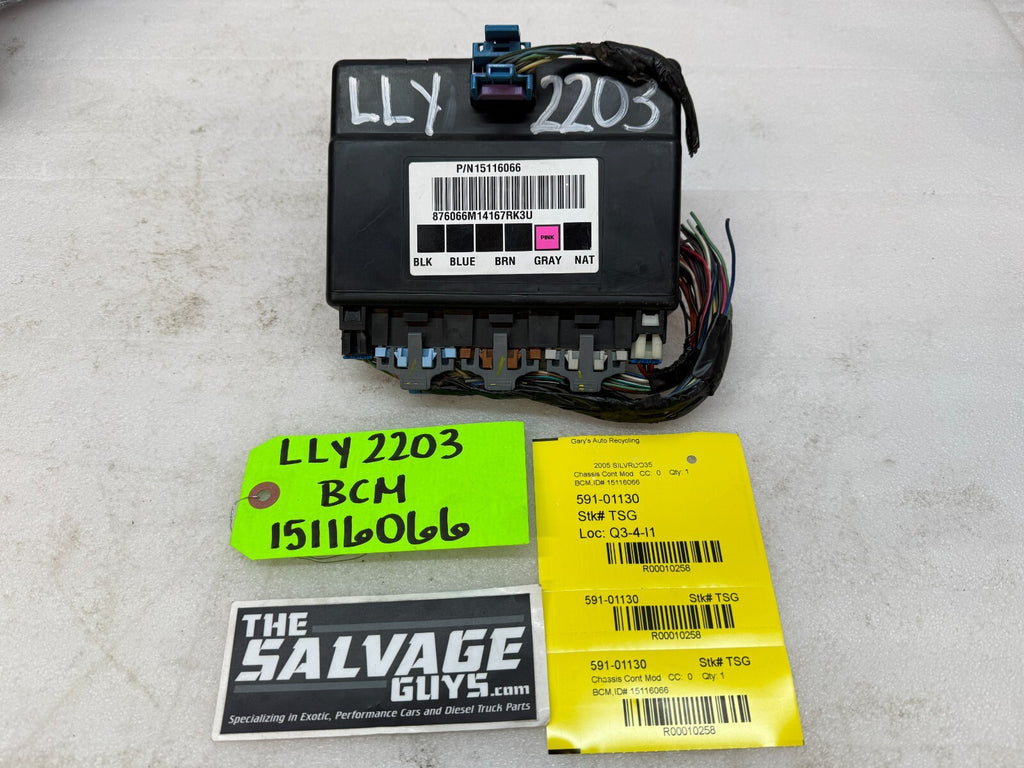 LLY 2203
P/N15116066
876066M14167RK3U
PINK
BLK BLUE BRN GRAY NAT
LLY 2203
BCM
15116066
THE
SALVAGE
GUYS.com
Specializing in Exotic, Performance Cars and Diesel Truck Parts
Gary's Auto Recycling
2005 SILVRDO35
Chassis Cont Mod CC: 0 Qty: 1
BCM,ID# 15116066
591-01130
Stk# TSG
Loc: Q3-4-I1
R00010258
591-01130 Stk# TSG
R00010258
591-01130 Stk# TSG
Chassis Cont Mod CC: 0 Qty: 1
BCM,ID# 15116066
R00010258